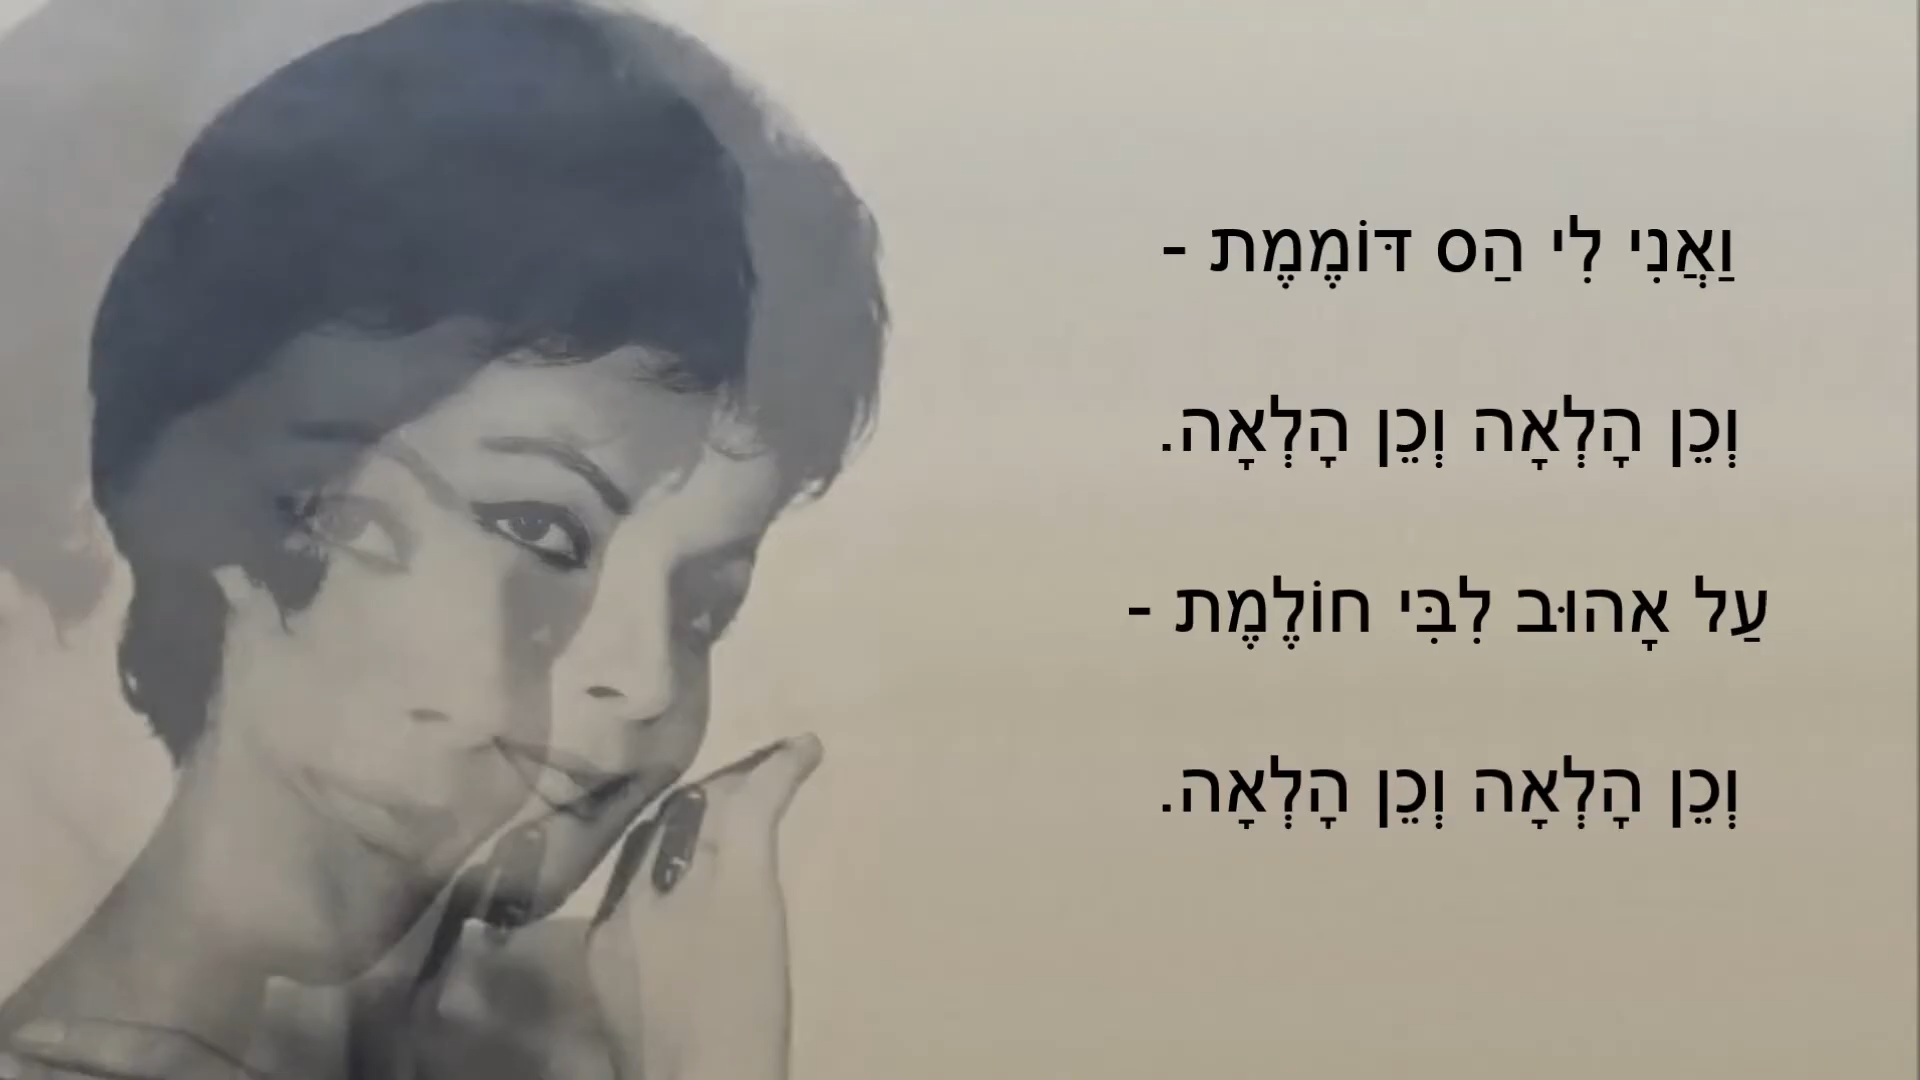 וַאֲנִי לִי הַס דּוֹמֶמֶת -
וְכֵן הָלְאָה וְכֵן הָלְאָה.
עַל אָהוּב לִבִּי חוֹלֶמֶת -
וְכֵן הָלְאָה וְכֵן הָלְאָה.